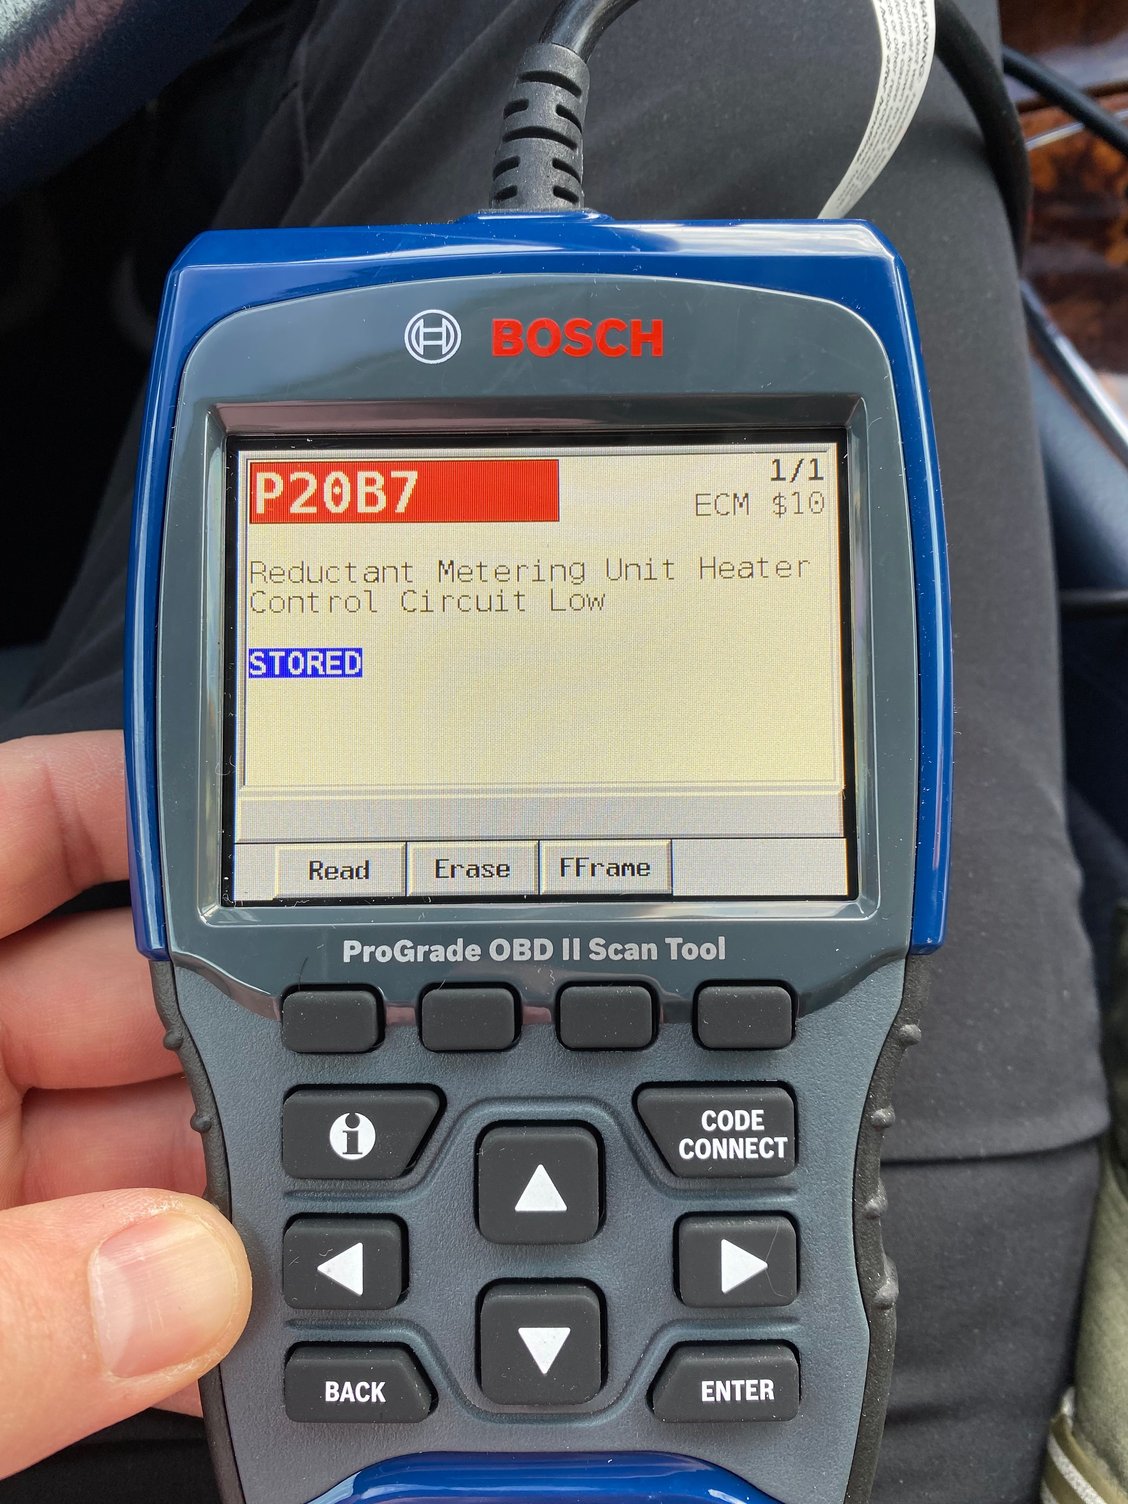 BOSCH
P20B7
1/1
ECM $10
Reductant Metering Unit Heater
Control Circuit Low
STORED
Read Erase FFrame
ProGrade OBD II Scan Tool
i
CODE
CONNECT
BACK
ENTER